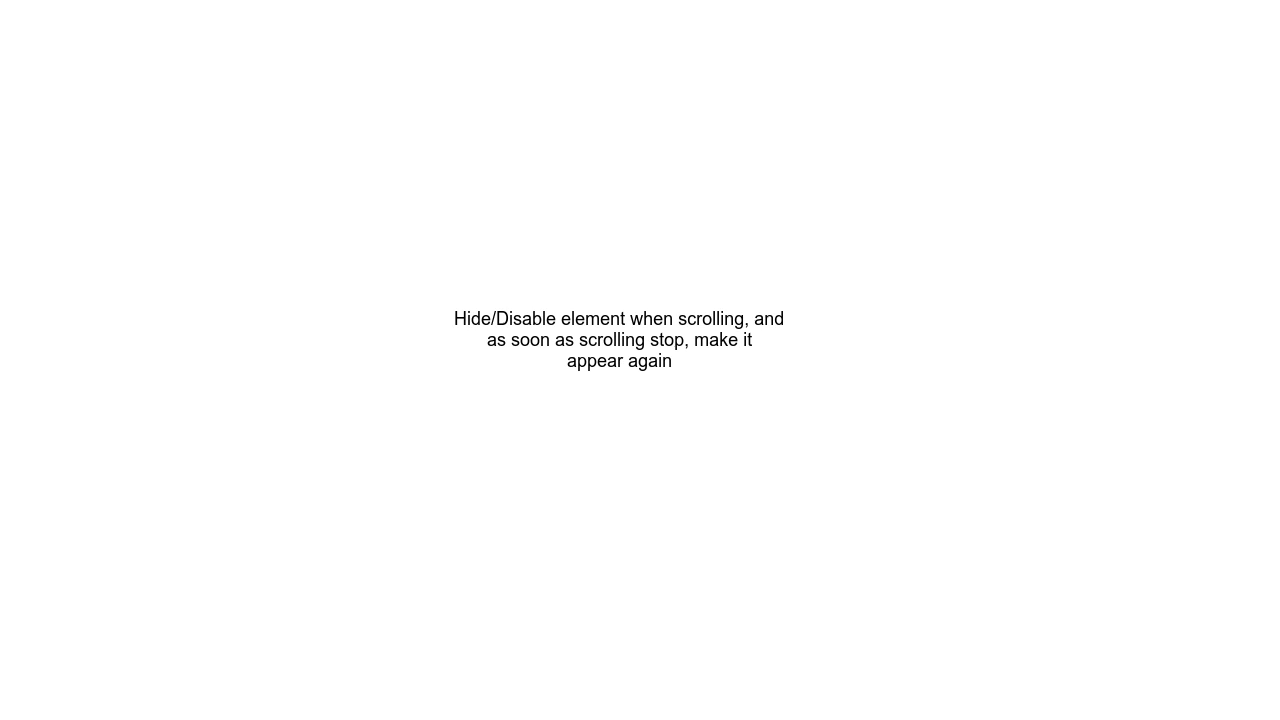 Hide/Disable element when scrolling, and
as soon as scrolling stop, make it
appear again